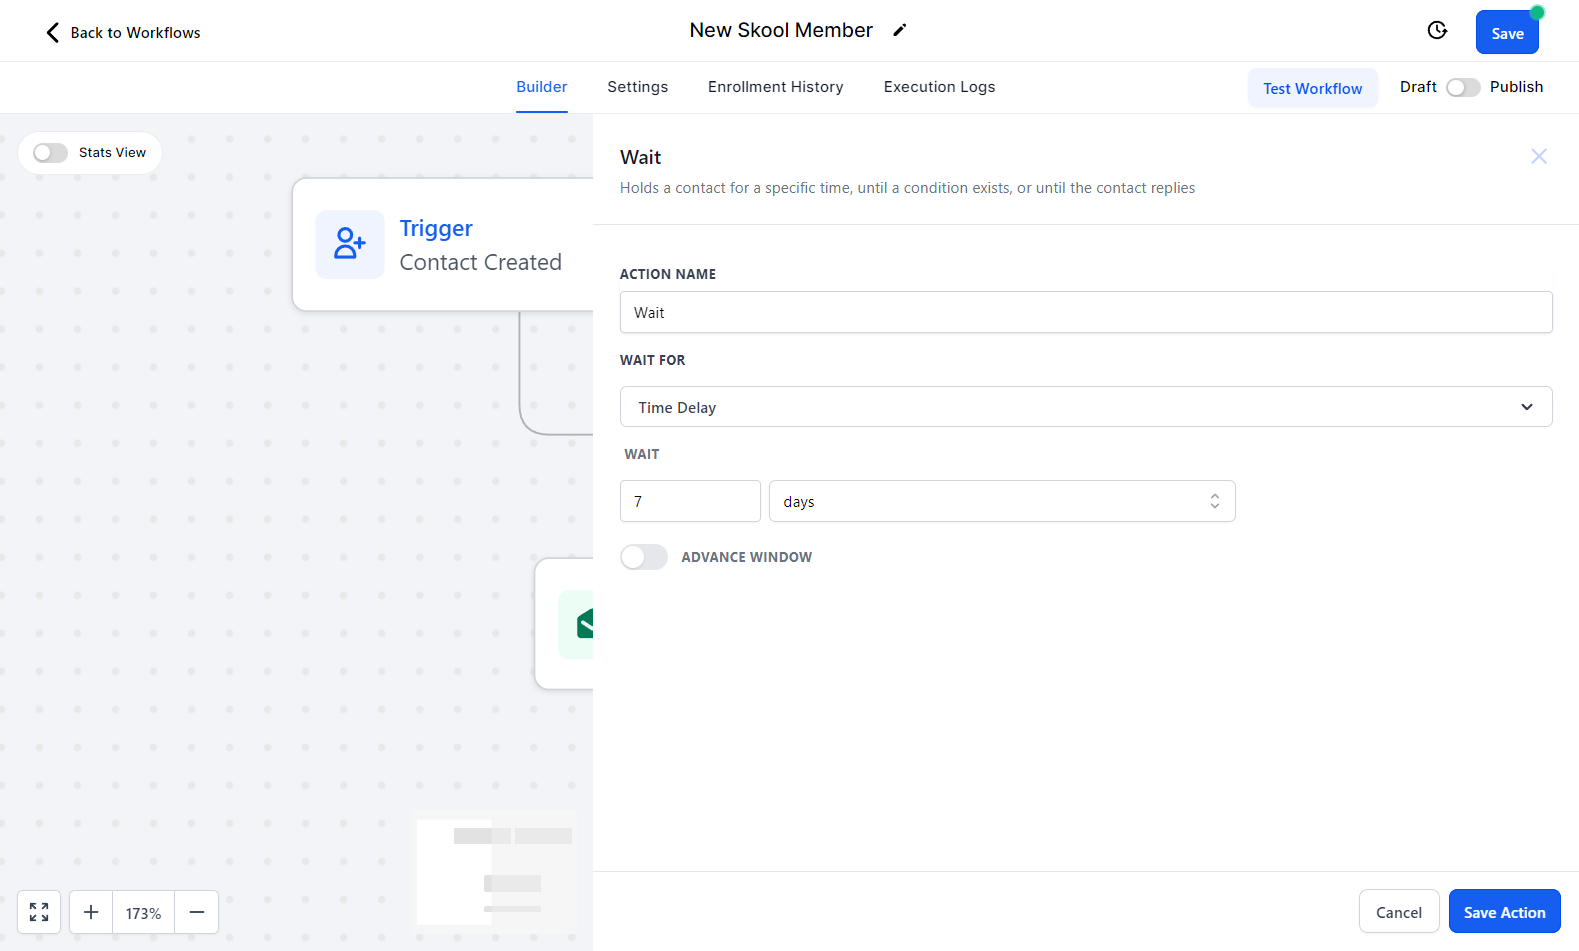 Back to Workflows
New Skool Member
Save
Builder
Settings
Enrollment History
Execution Logs
Test Workflow
Draft
Publish
Stats View
Trigger
Contact Created
Wait
Holds a contact for a specific time, until a condition exists, or until the contact replies
ACTION NAME
Wait
WAIT FOR
Time Delay
WAIT
7
days
ADVANCE WINDOW
173%
Cancel
Save Action